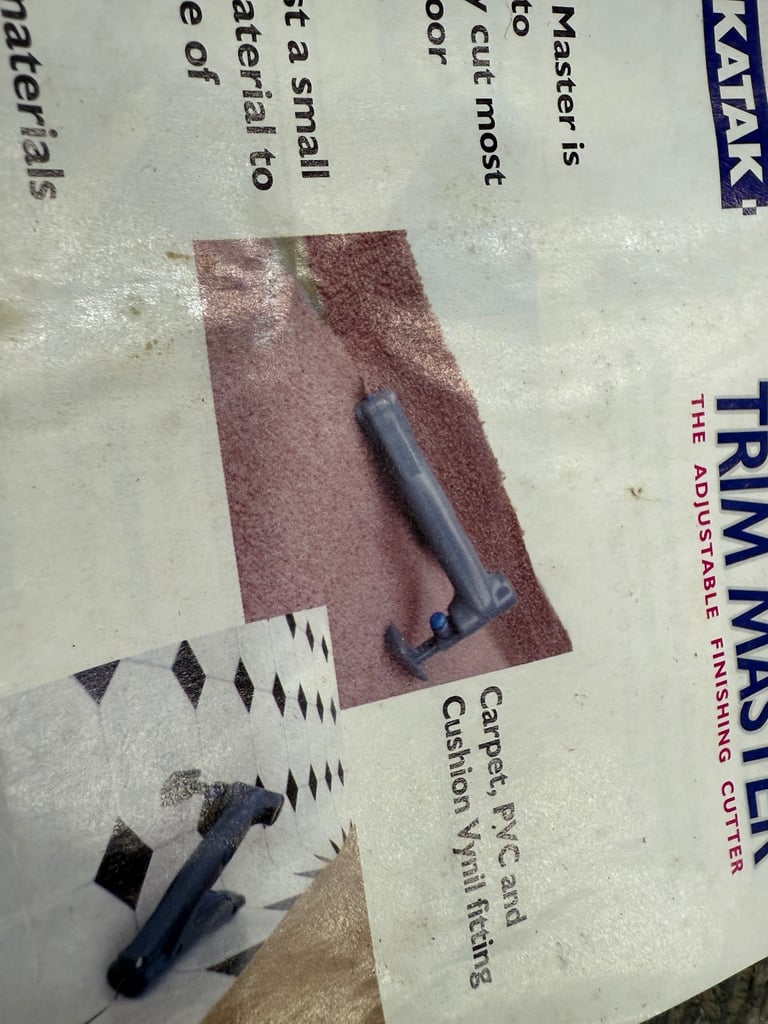 KATAK
TRIM MASTER
THE ADJUSTABLE FINISHING CUTTER
Master is
to
y cut most
oor
st a small
aterial to
e of
materials
Carpet, PVC and
Cushion Vynil fitting